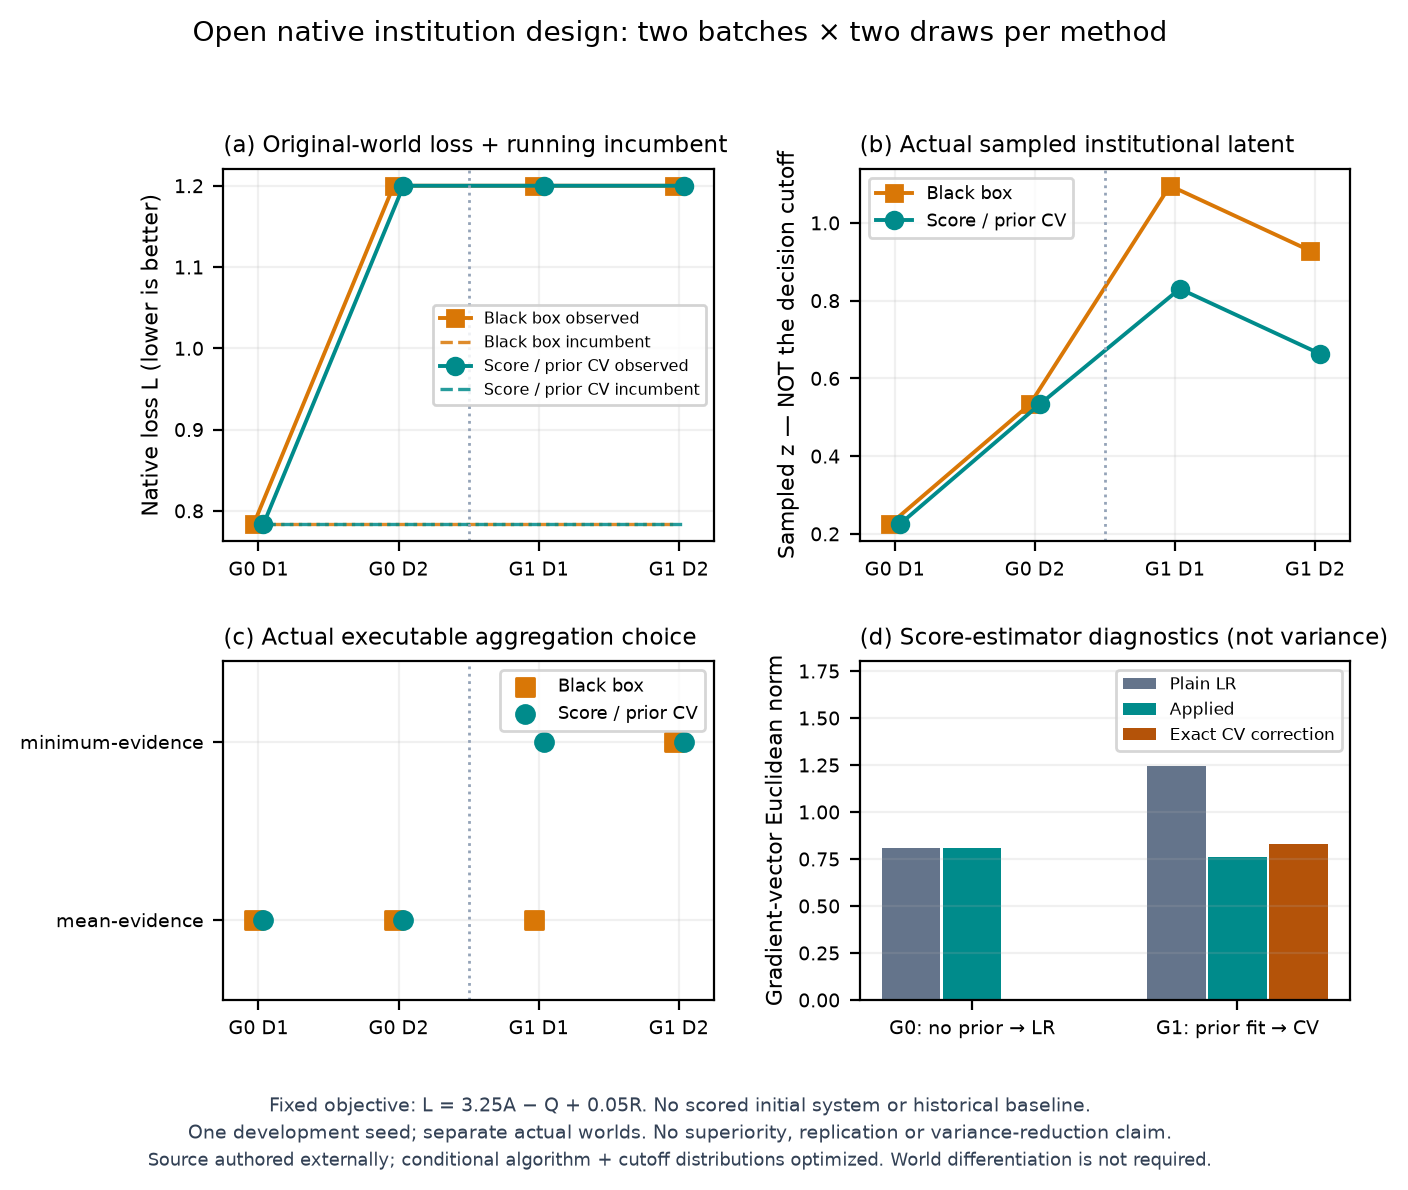 Open native institution design: two batches × two draws per method
(a) Original-world loss + running incumbent
Native loss L (lower is better)
1.2
1.1
1.0
0.9
0.8
Black box observed
Black box incumbent
Score / prior CV observed
Score / prior CV incumbent
G0 D1
G0 D2
G1 D1
G1 D2
(b) Actual sampled institutional latent
Sampled z — NOT the decision cutoff
1.0
0.8
0.6
0.4
0.2
Black box
Score / prior CV
G0 D1
G0 D2
G1 D1
G1 D2
(c) Actual executable aggregation choice
minimum-evidence
mean-evidence
Black box
Score / prior CV
G0 D1
G0 D2
G1 D1
G1 D2
(d) Score-estimator diagnostics (not variance)
Gradient-vector Euclidean norm
1.75
1.50
1.25
1.00
0.75
0.50
0.25
0.00
Plain LR
Applied
Exact CV correction
G0: no prior → LR
G1: prior fit → CV
Fixed objective: L = 3.25A − Q + 0.05R. No scored initial system or historical baseline.
One development seed; separate actual worlds. No superiority, replication or variance-reduction claim.
Source authored externally; conditional algorithm + cutoff distributions optimized. World differentiation is not required.